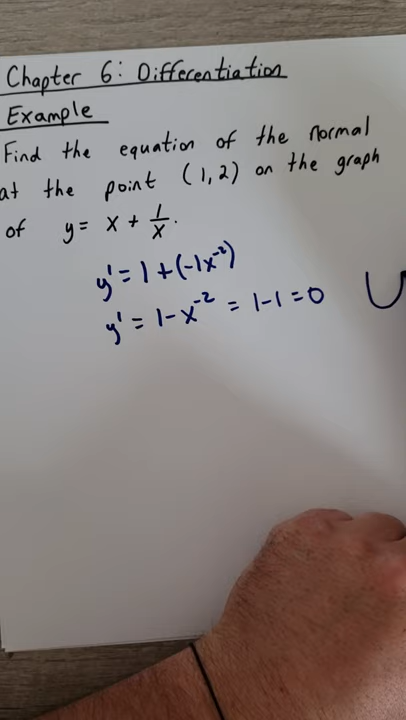 Chapter 6: Differentiation
Example
Find the equation of the normal
at the point (1,2) on the graph
of y = x + 1/x.
y' = 1 + (-1x⁻²)
y' = 1 - x⁻² = 1 - 1 = 0